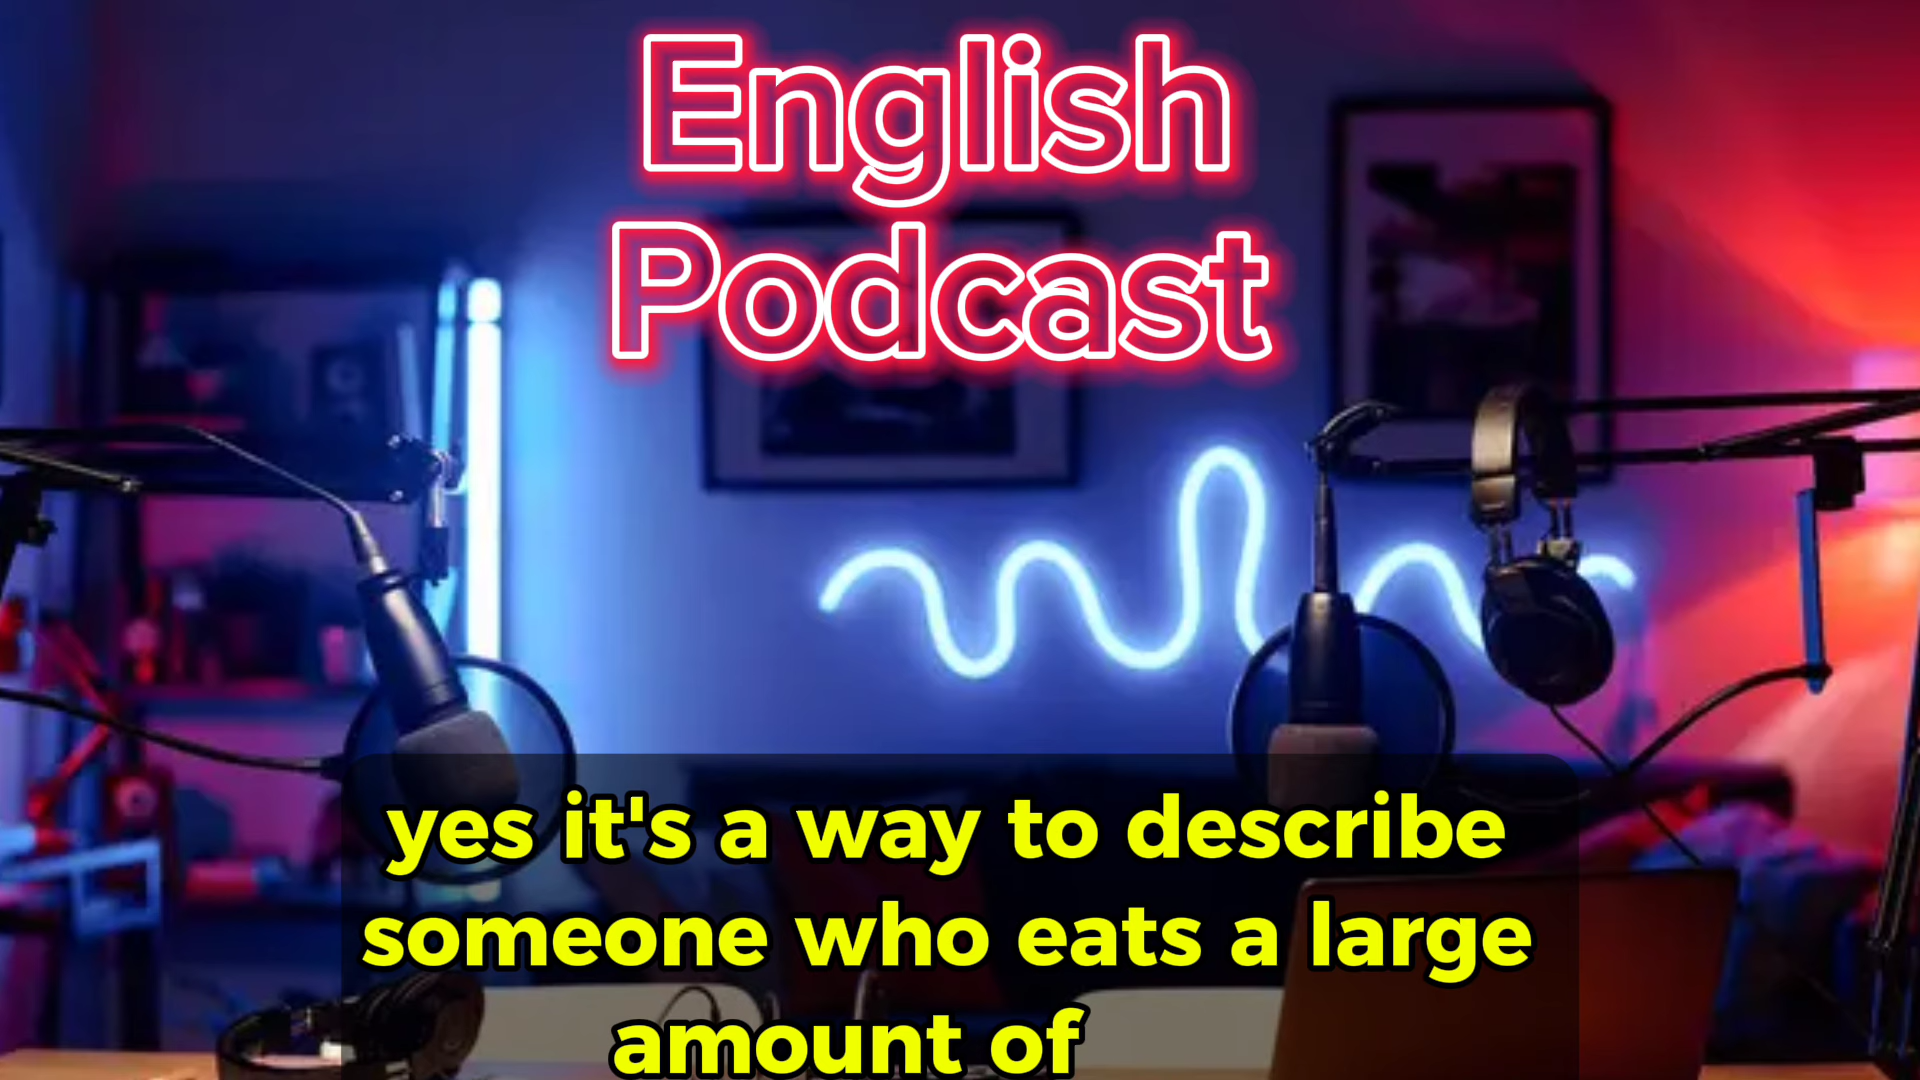 English
Podcast
yes it's a way to describe
someone who eats a large
amount of